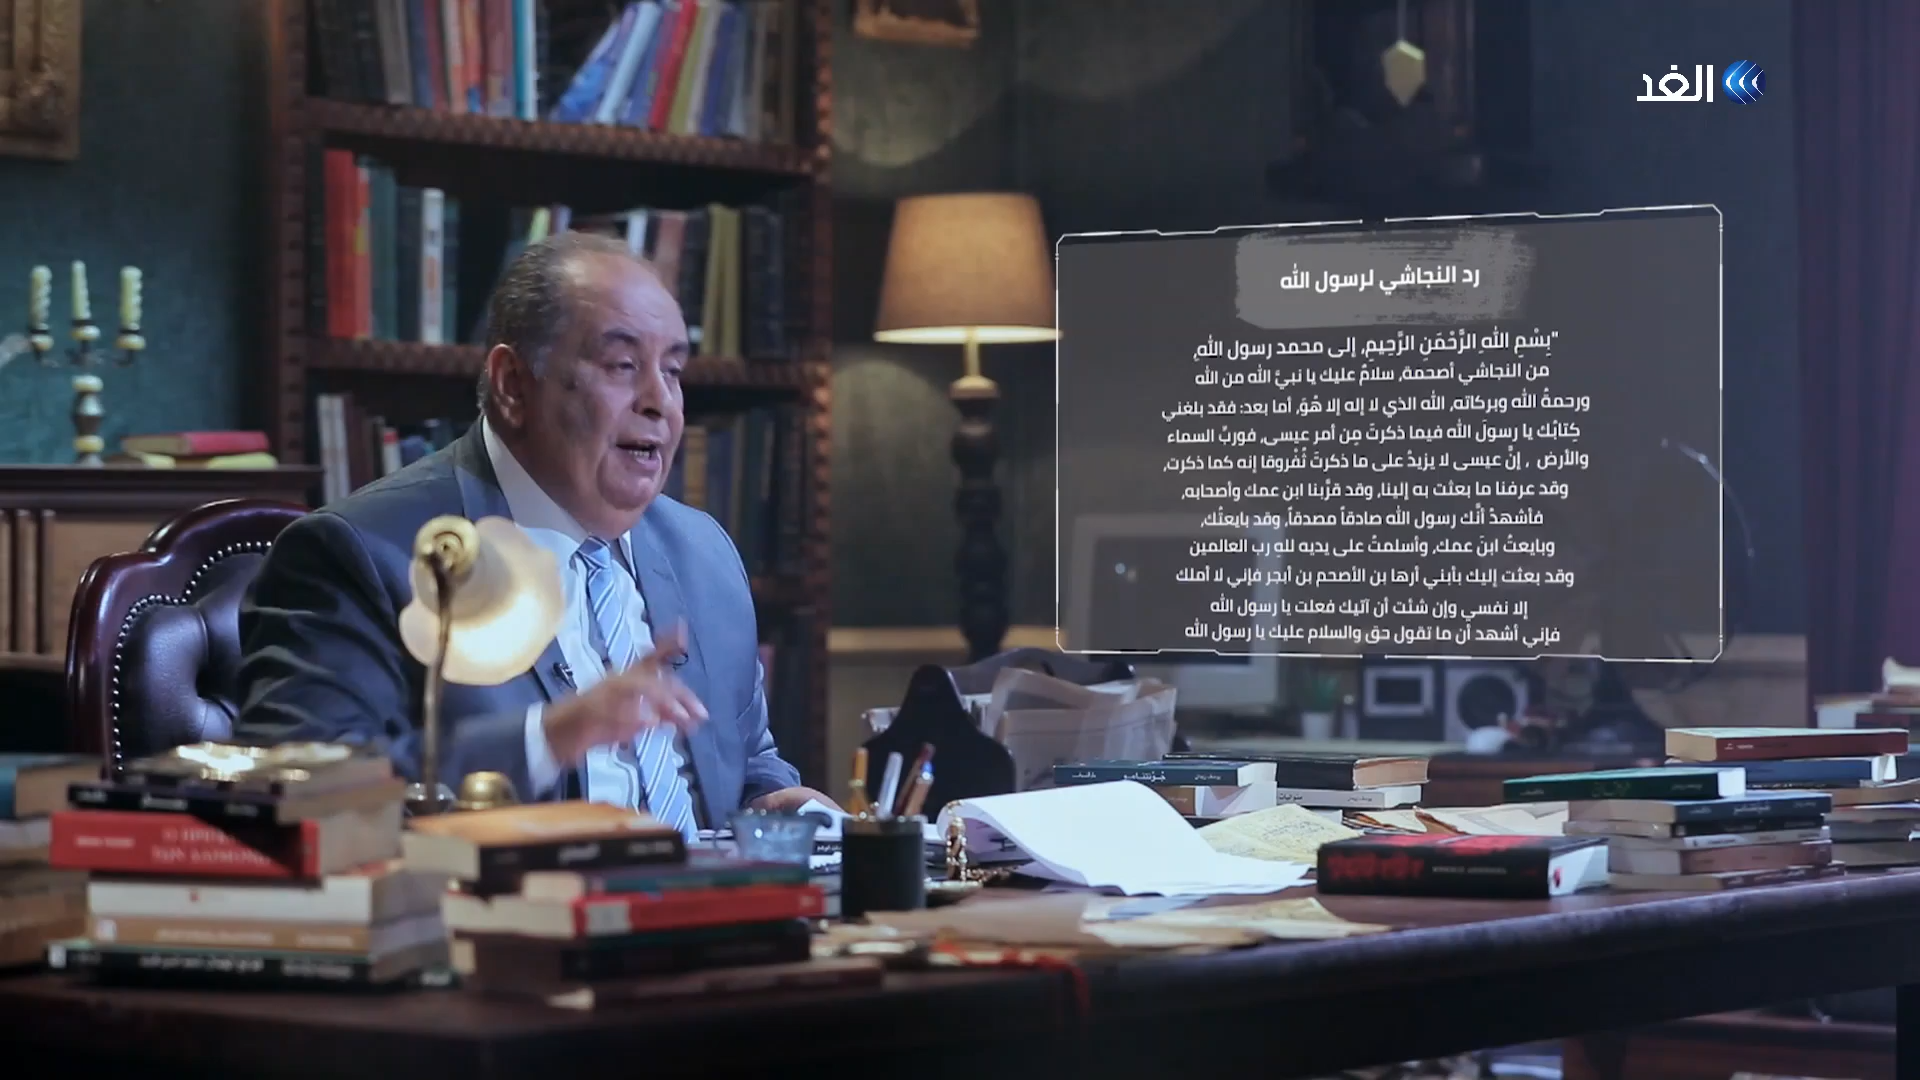 الغد
رد النجاشي لرسول الله
"بِسْمِ اللهِ الرَّحْمَنِ الرَّحِيمِ، إلى محمد رسول اللهِ،
من النجاشي أصحمة، سلامٌ عليك يا نبيَّ الله من الله
ورحمةُ الله وبركاته، الله الذي لا إله إلا هُوَ، أما بعد: فقد بلغني
كِتابُك يا رسولَ الله فيما ذكرتَ مِن أمر عيسى، فوربِّ السماء
والأرض ، إنَّ عيسى لا يزيدُ على ما ذكرتَ ثُفْروقا إنه كما ذكرت،
وقد عرفنا ما بعثت به إلينا، وقد قرَّبنا ابن عمك وأصحابه،
فأشهدُ أنَّك رسول الله صادقاً مصدقاً، وقد بايعتُك،
وبايعتُ ابنَ عمك، وأسلمتُ على يديه للهِ رب العالمين
وقد بعثت إليك بأبني أرها بن الأصحم بن أبجر فإني لا أملك
إلا نفسي وإن شئت أن آتيك فعلت يا رسول الله
فإني أشهد أن ما تقول حق والسلام عليك يا رسول الله